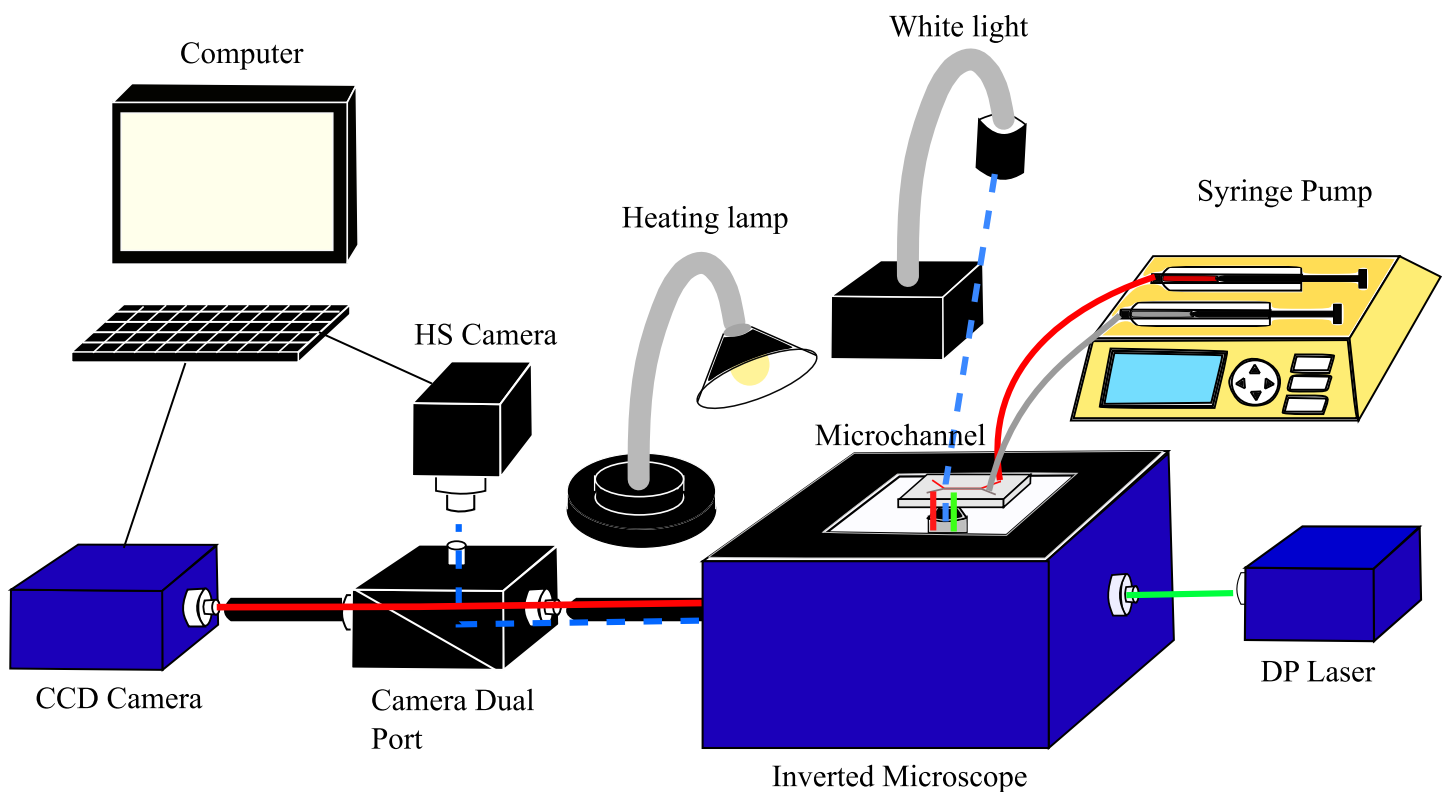 White light
Computer
Syringe Pump
Heating lamp
HS Camera
Microchannel
CCD Camera
Camera Dual
Port
DP Laser
Inverted Microscope